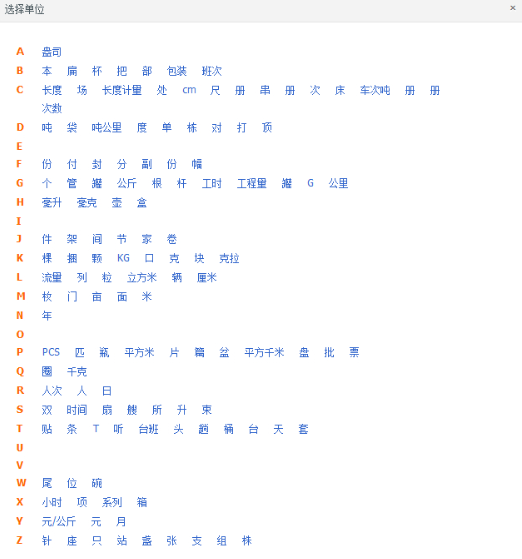 选择单位 ×
A 盎司
B 本 扁 杯 把 部 包装 班次
C 长度 场 长度计量 处 cm 尺 册 串 册 次 床 车次吨 册 册
次数
D 吨 袋 吨公里 度 单 栋 对 打 顶
E
F 份 付 封 分 副 份 幅
G 个 管 罐 公斤 根 杆 工时 工程量 罐 G 公里
H 毫升 毫克 壶 盒
I
J 件 架 间 节 家 卷
K 棵 捆 颗 KG 口 克 块 克拉
L 流量 列 粒 立方米 辆 厘米
M 枚 门 亩 面 米
N 年
O
P PCS 匹 瓶 平方米 片 篇 盆 平方千米 盘 批 票
Q 圈 千克
R 人次 人 日
S 双 时间 扇 艘 所 升 束
T 贴 条 T 听 台班 头 趟 桶 台 天 套
U
V
W 尾 位 碗
X 小时 项 系列 箱
Y 元/公斤 元 月
Z 针 座 只 站 盏 张 支 组 株